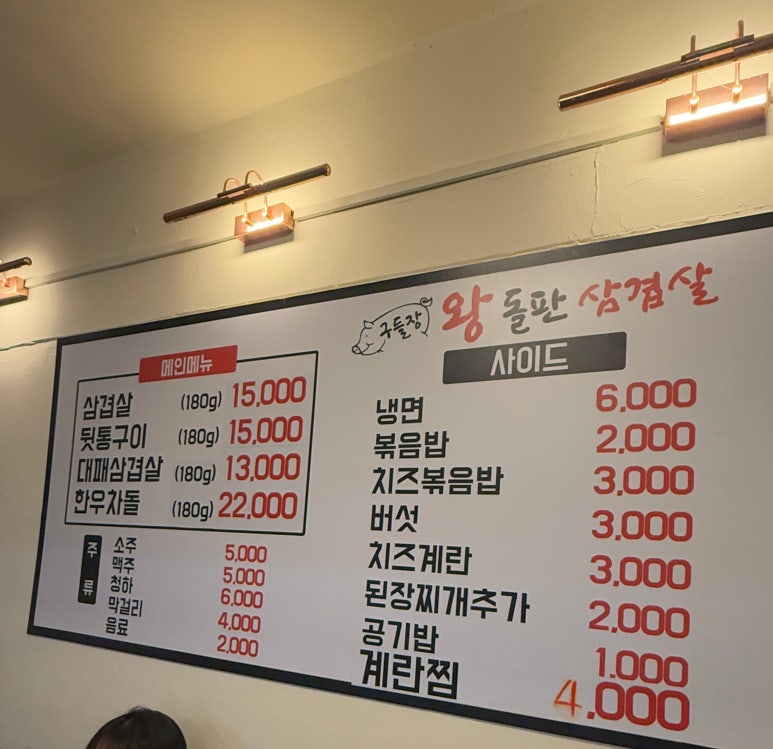 구들장 왕 돌판 삼겹살
메인메뉴
삼겹살 (180g) 15,000
뒷통구이 (180g) 15,000
대패삼겹살 (180g) 13,000
한우차돌 (180g) 22,000
주류
소주 5,000
맥주 5,000
청하 6,000
막걸리 4,000
음료 2,000
사이드
냉면 6,000
볶음밥 2,000
치즈볶음밥 3,000
버섯 3,000
치즈계란 3,000
된장찌개추가 2,000
공기밥 1,000
계란찜 4,000